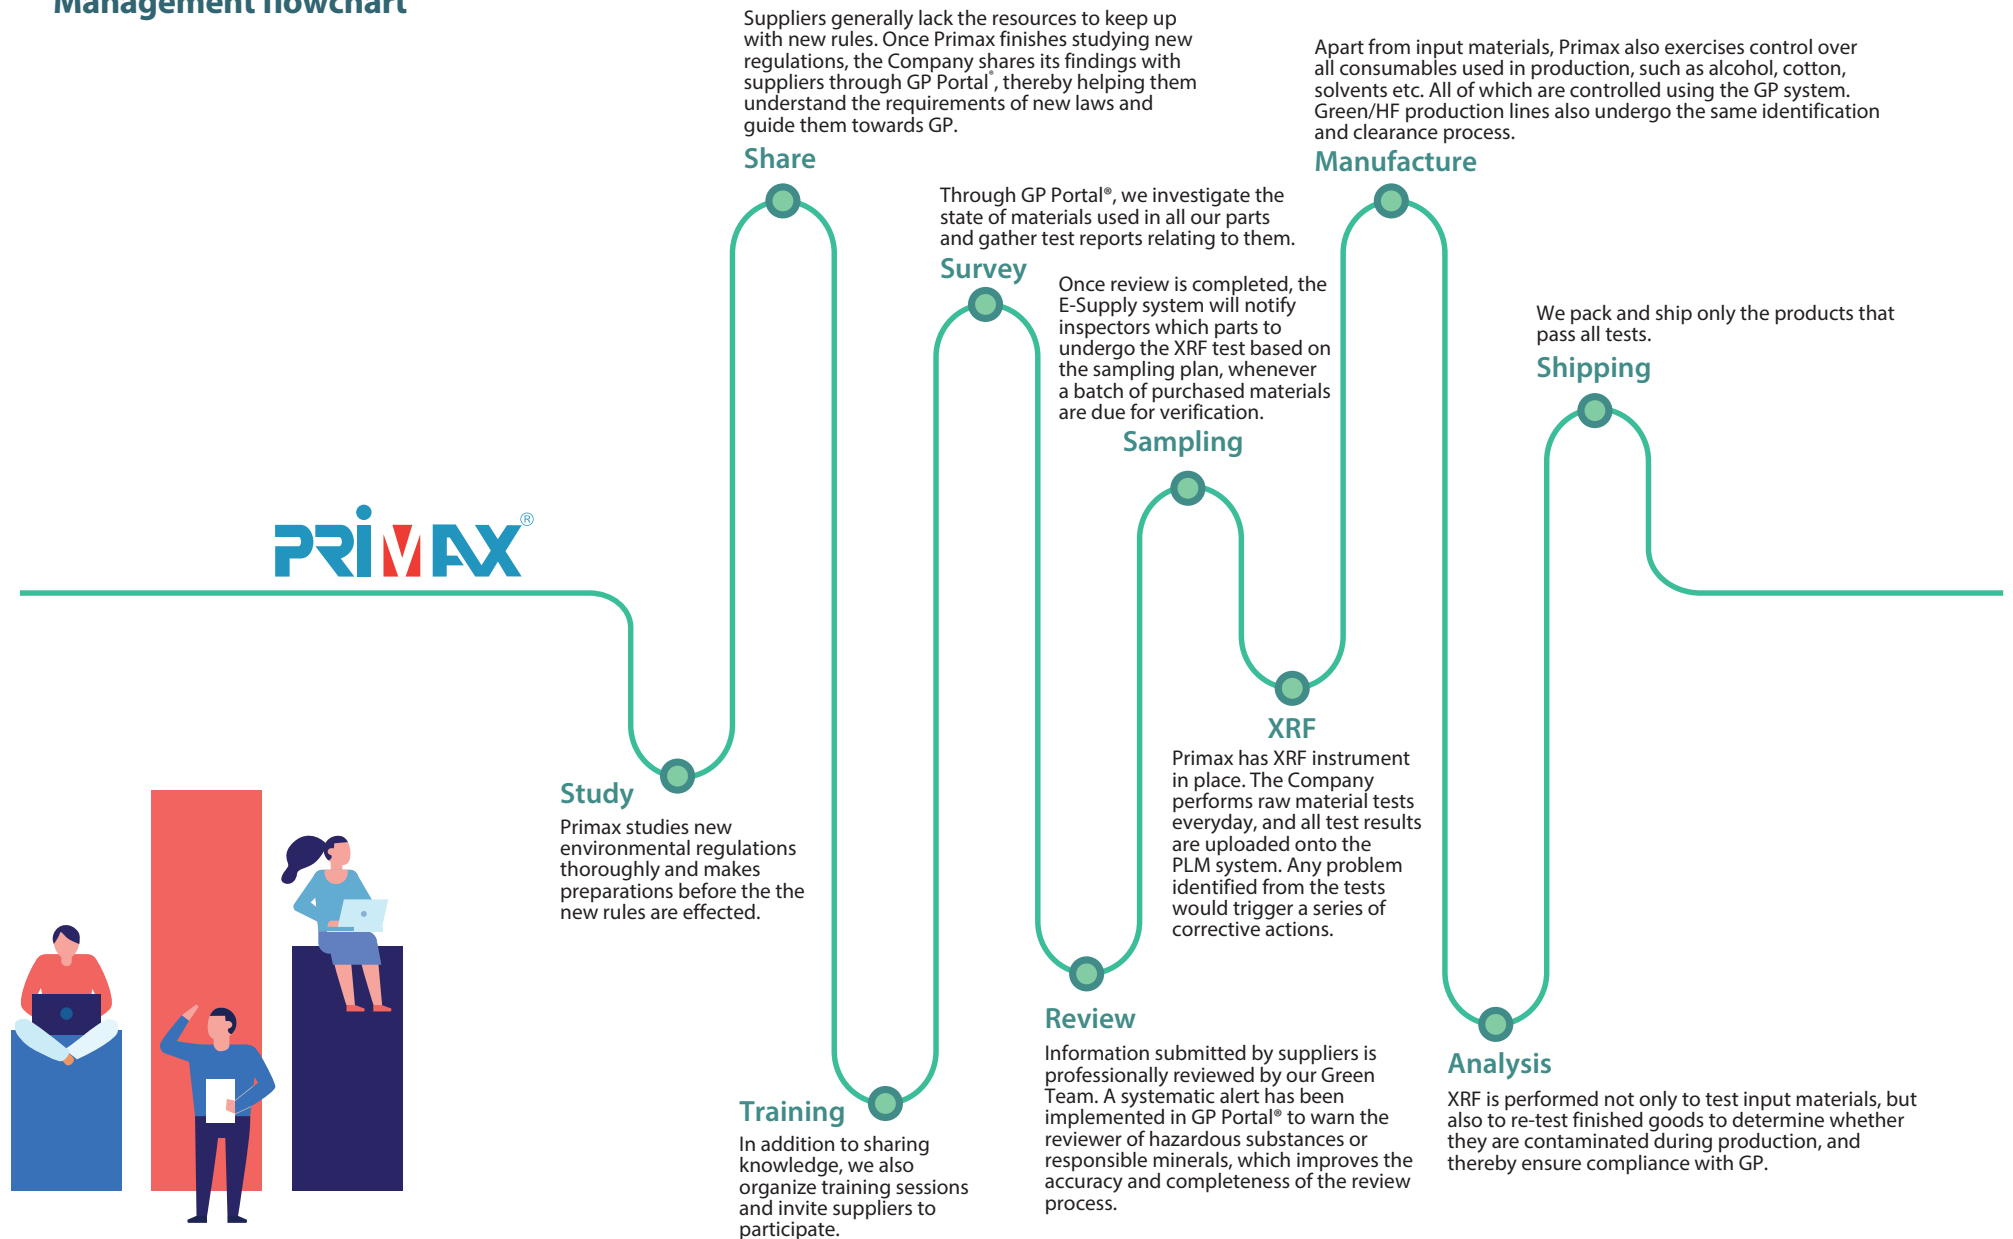 Management flowchart
PRiMAX®
Study
Primax studies new
environmental regulations
thoroughly and makes
preparations before the the
new rules are effected.
Suppliers generally lack the resources to keep up
with new rules. Once Primax finishes studying new
regulations, the Company shares its findings with
suppliers through GP Portal®, thereby helping them
understand the requirements of new laws and
guide them towards GP.
Share
Training
In addition to sharing
knowledge, we also
organize training sessions
and invite suppliers to
participate.
Through GP Portal®, we investigate the
state of materials used in all our parts
and gather test reports relating to them.
Survey
Review
Information submitted by suppliers is
professionally reviewed by our Green
Team. A systematic alert has been
implemented in GP Portal® to warn the
reviewer of hazardous substances or
responsible minerals, which improves the
accuracy and completeness of the review
process.
Once review is completed, the
E-Supply system will notify
inspectors which parts to
undergo the XRF test based on
the sampling plan, whenever
a batch of purchased materials
are due for verification.
Sampling
XRF
Primax has XRF instrument
in place. The Company
performs raw material tests
everyday, and all test results
are uploaded onto the
PLM system. Any problem
identified from the tests
would trigger a series of
corrective actions.
Apart from input materials, Primax also exercises control over
all consumables used in production, such as alcohol, cotton,
solvents etc. All of which are controlled using the GP system.
Green/HF production lines also undergo the same identification
and clearance process.
Manufacture
Analysis
XRF is performed not only to test input materials, but
also to re-test finished goods to determine whether
they are contaminated during production, and
thereby ensure compliance with GP.
We pack and ship only the products that
pass all tests.
Shipping